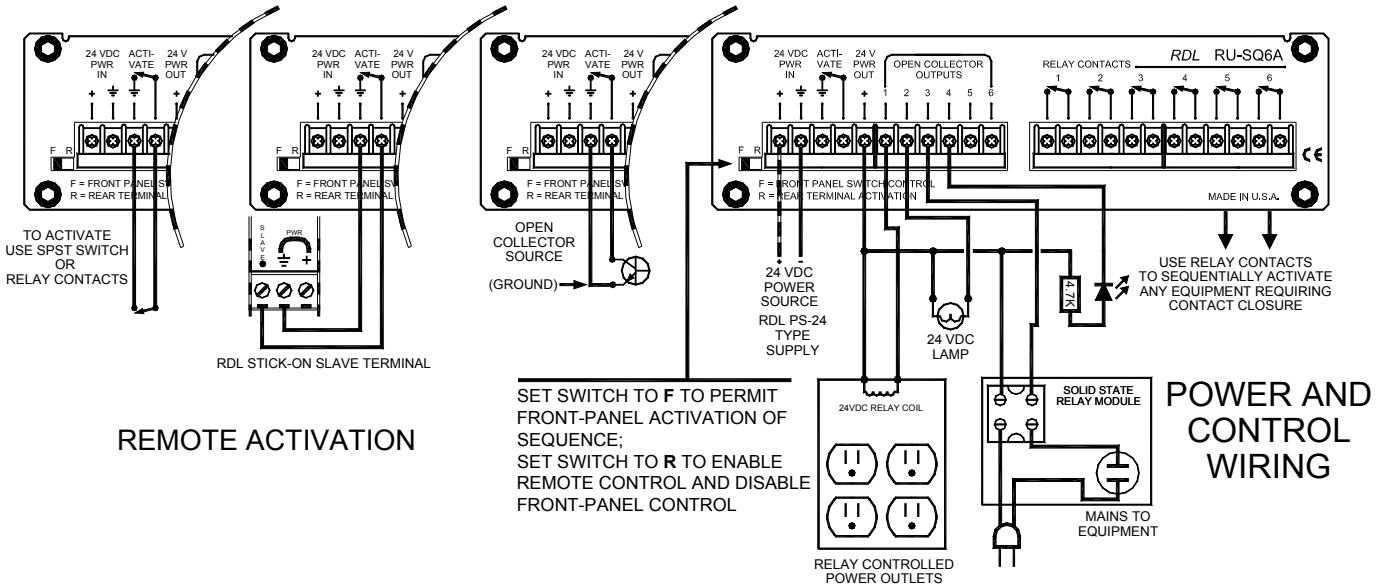 24 VDC PWR IN
ACTI-VATE
24 V PWR OUT
+
+
F R
F = FRONT PANEL SW
R = REAR TERMINAL
TO ACTIVATE
USE SPST SWITCH
OR
RELAY CONTACTS
24 VDC PWR IN
ACTI-VATE
24 V PWR OUT
+
+
F R
F = FRONT PANEL SW
R = REAR TERMINAL
SLAVE
PWR
+
RDL STICK-ON SLAVE TERMINAL
24 VDC PWR IN
ACTI-VATE
24 V PWR OUT
+
+
F R
F = FRONT PANEL SW
R = REAR TERMINAL
OPEN
COLLECTOR
SOURCE
(GROUND)
REMOTE ACTIVATION
24 VDC PWR IN
ACTI-VATE
24 V PWR OUT
+
+
OPEN COLLECTOR
OUTPUTS
1 2 3 4 5 6
RDL RU-SQ6A
RELAY CONTACTS
1 2 3 4 5 6
F R
F = FRONT PANEL SWITCH CONTROL
R = REAR TERMINAL ACTIVATION
CE
MADE IN U.S.A.
+ -
24 VDC
POWER
SOURCE
RDL PS-24
TYPE
SUPPLY
24 VDC
LAMP
4.7K
USE RELAY CONTACTS
TO SEQUENTIALLY ACTIVATE
ANY EQUIPMENT REQUIRING
CONTACT CLOSURE
SET SWITCH TO F TO PERMIT
FRONT-PANEL ACTIVATION OF
SEQUENCE;
SET SWITCH TO R TO ENABLE
REMOTE CONTROL AND DISABLE
FRONT-PANEL CONTROL
24VDC RELAY COIL
RELAY CONTROLLED
POWER OUTLETS
SOLID STATE
RELAY MODULE
MAINS TO
EQUIPMENT
POWER AND
CONTROL
WIRING